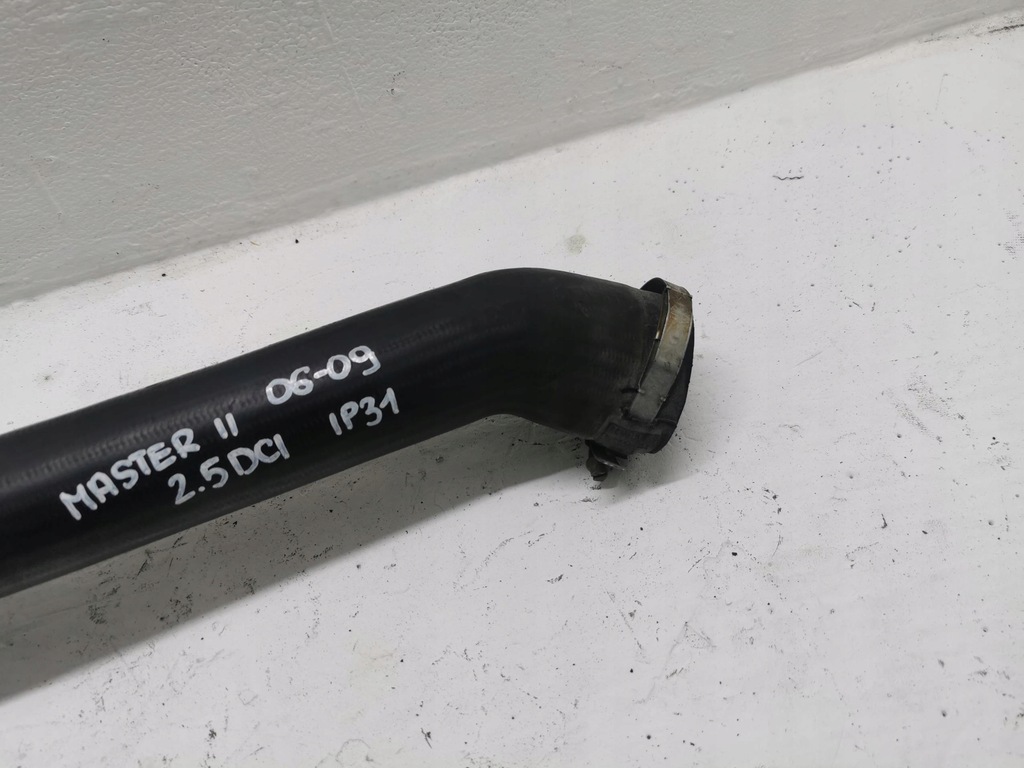 MASTER II 06-09
2.5DCI IP31